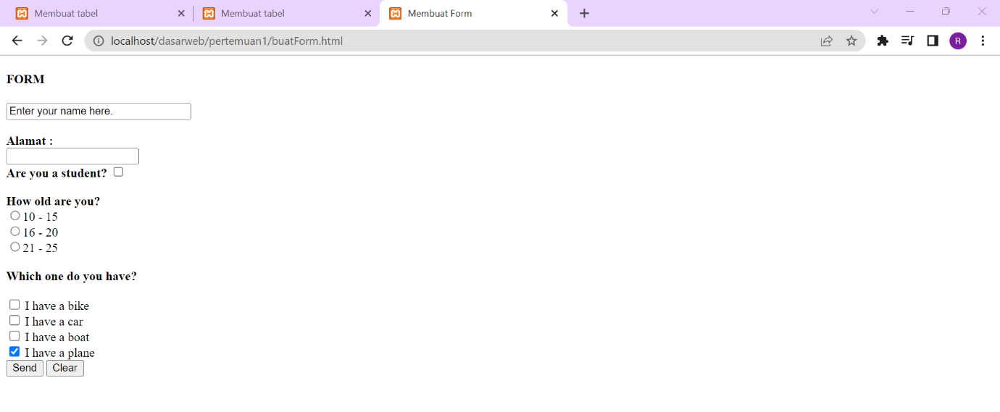 Membuat tabel
Membuat tabel
Membuat Form
localhost/dasarweb/pertemuan1/buatForm.html
R
FORM
Enter your name here.
Alamat :
Are you a student?
How old are you?
10 - 15
16 - 20
21 - 25
Which one do you have?
I have a bike
I have a car
I have a boat
I have a plane
Send Clear